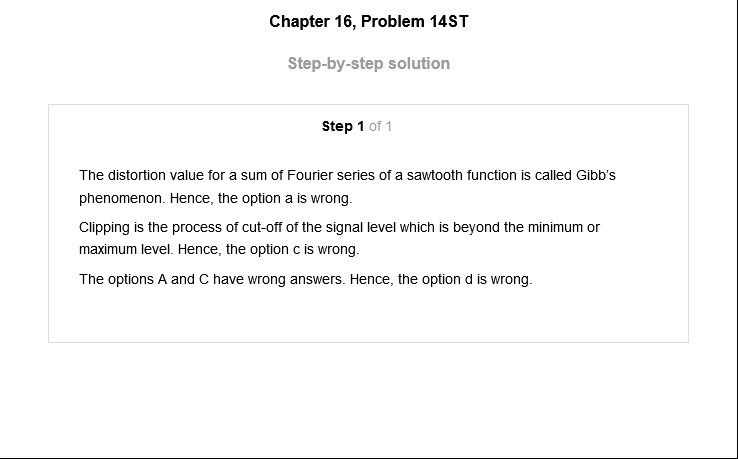 Chapter 16, Problem 14ST
Step-by-step solution
Step 1 of 1
The distortion value for a sum of Fourier series of a sawtooth function is called Gibb's
phenomenon. Hence, the option a is wrong.
Clipping is the process of cut-off of the signal level which is beyond the minimum or
maximum level. Hence, the option c is wrong.
The options A and C have wrong answers. Hence, the option d is wrong.